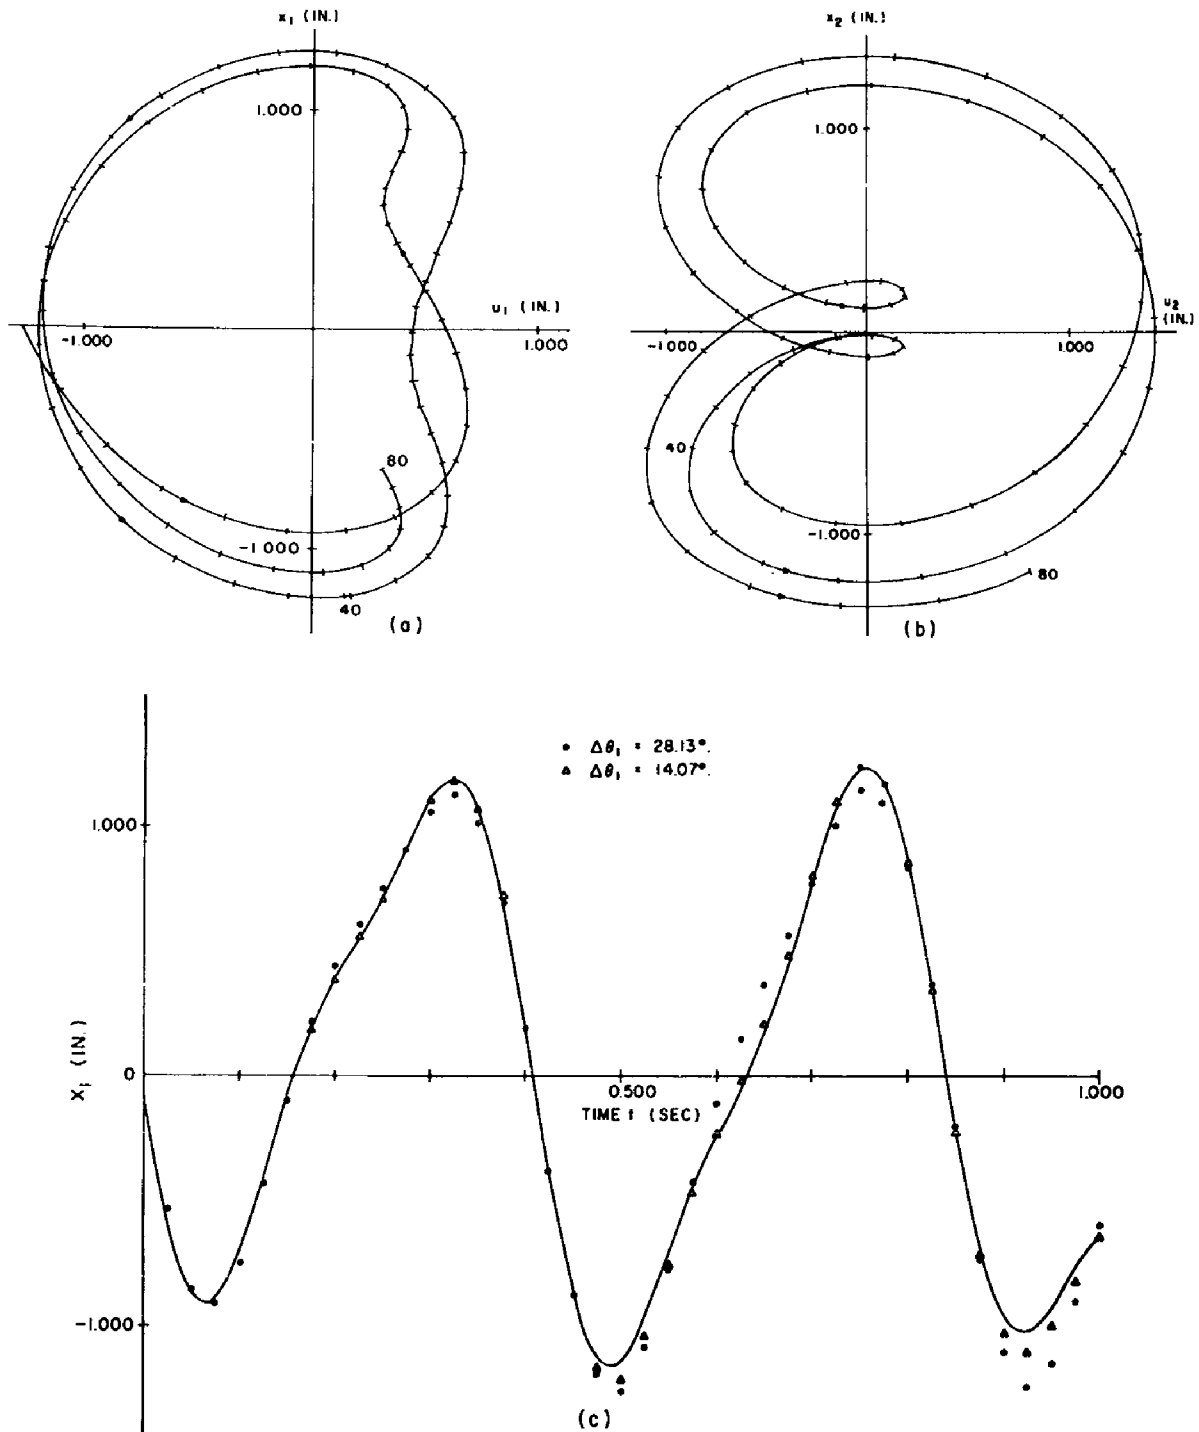 x₁ (IN.)
1.000
u₁ (IN.)
-1.000
1.000
80
-1 000
40
(a)
x₂ (IN.)
1.000
u₂
(IN.)
-1.000
1.000
40
-1.000
80
(b)
• Δθ₁ = 28.13°.
▵ Δθ₁ = 14.07°.
1.000
X₁ (IN.)
0
0.500
1.000
TIME t (SEC)
-1.000
(c)